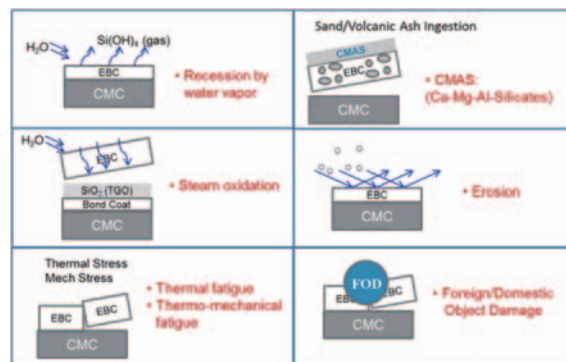 H₂O
Si(OH)₄ (gas)
EBC
CMC
• Recession by
water vapor
Sand/Volcanic Ash Ingestion
CMAS
EBC
CMC
• CMAS:
(Ca-Mg-Al-Silicates)
H₂O
EBC
SiO₂ (TGO)
Bond Coat
CMC
• Steam oxidation
EBC
CMC
• Erosion
Thermal Stress
Mech Stress
EBC
EBC
CMC
• Thermal fatigue
• Thermo-mechanical
fatigue
FOD
EBC
EBC
CMC
• Foreign/Domestic
Object Damage